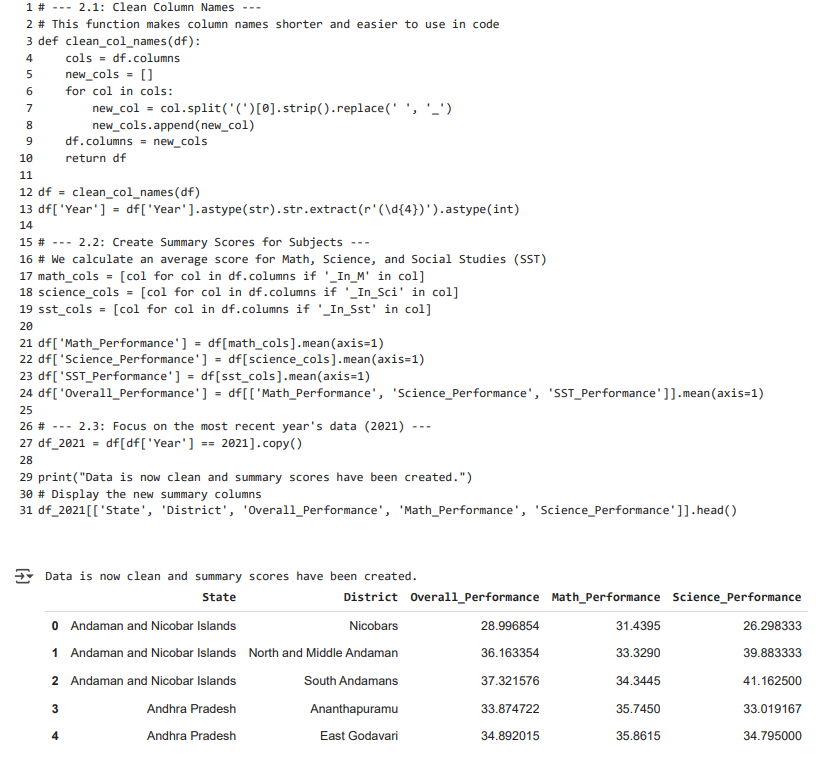 1 # --- 2.1: Clean Column Names ---
2 # This function makes column names shorter and easier to use in code
3 def clean_col_names(df):
4     cols = df.columns
5     new_cols = []
6     for col in cols:
7         new_col = col.split('(')[0].strip().replace(' ', '_')
8         new_cols.append(new_col)
9     df.columns = new_cols
10     return df
11
12 df = clean_col_names(df)
13 df['Year'] = df['Year'].astype(str).str.extract(r'(\d{4})').astype(int)
14
15 # --- 2.2: Create Summary Scores for Subjects ---
16 # We calculate an average score for Math, Science, and Social Studies (SST)
17 math_cols = [col for col in df.columns if '_In_M' in col]
18 science_cols = [col for col in df.columns if '_In_Sci' in col]
19 sst_cols = [col for col in df.columns if '_In_Sst' in col]
20
21 df['Math_Performance'] = df[math_cols].mean(axis=1)
22 df['Science_Performance'] = df[science_cols].mean(axis=1)
23 df['SST_Performance'] = df[sst_cols].mean(axis=1)
24 df['Overall_Performance'] = df[['Math_Performance', 'Science_Performance', 'SST_Performance']].mean(axis=1)
25
26 # --- 2.3: Focus on the most recent year's data (2021) ---
27 df_2021 = df[df['Year'] == 2021].copy()
28
29 print("Data is now clean and summary scores have been created.")
30 # Display the new summary columns
31 df_2021[['State', 'District', 'Overall_Performance', 'Math_Performance', 'Science_Performance']].head()
Data is now clean and summary scores have been created.
State District Overall_Performance Math_Performance Science_Performance
0 Andaman and Nicobar Islands Nicobars 28.996854 31.4395 26.298333
1 Andaman and Nicobar Islands North and Middle Andaman 36.163354 33.3290 39.883333
2 Andaman and Nicobar Islands South Andamans 37.321576 34.3445 41.162500
3 Andhra Pradesh Ananthapuramu 33.874722 35.7450 33.019167
4 Andhra Pradesh East Godavari 34.892015 35.8615 34.795000